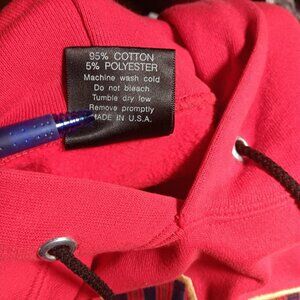 95% COTTON
5% POLYESTER
Machine wash cold
Do not bleach
Tumble dry low
Remove promptly
MADE IN U.S.A.